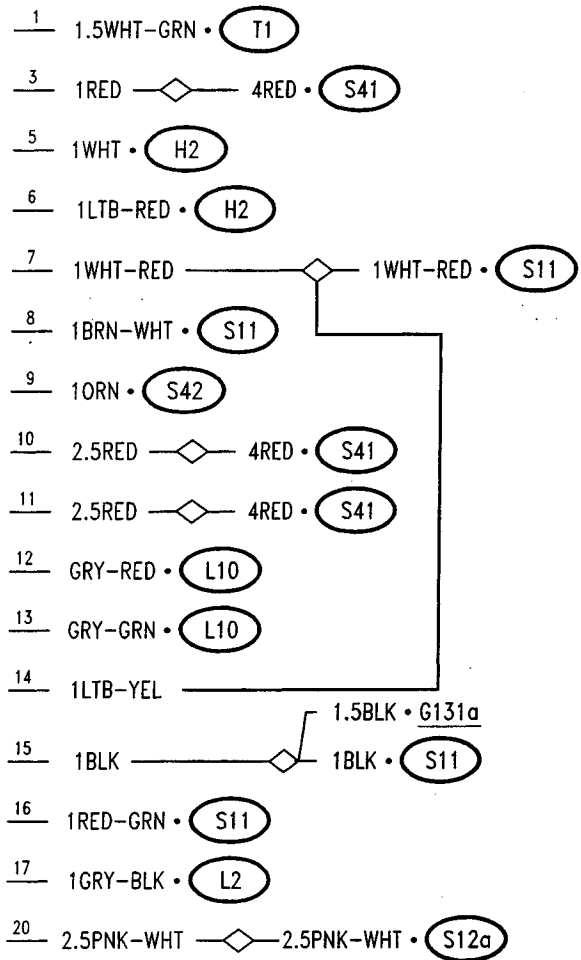 1 1.5WHT-GRN • T1
3 1RED 4RED • S41
5 1WHT • H2
6 1LTB-RED • H2
7 1WHT-RED 1WHT-RED • S11
8 1BRN-WHT • S11
9 1ORN • S42
10 2.5RED 4RED • S41
11 2.5RED 4RED • S41
12 GRY-RED • L10
13 GRY-GRN • L10
14 1LTB-YEL
1.5BLK • G131a
15 1BLK 1BLK • S11
16 1RED-GRN • S11
17 1GRY-BLK • L2
20 2.5PNK-WHT 2.5PNK-WHT • S12a